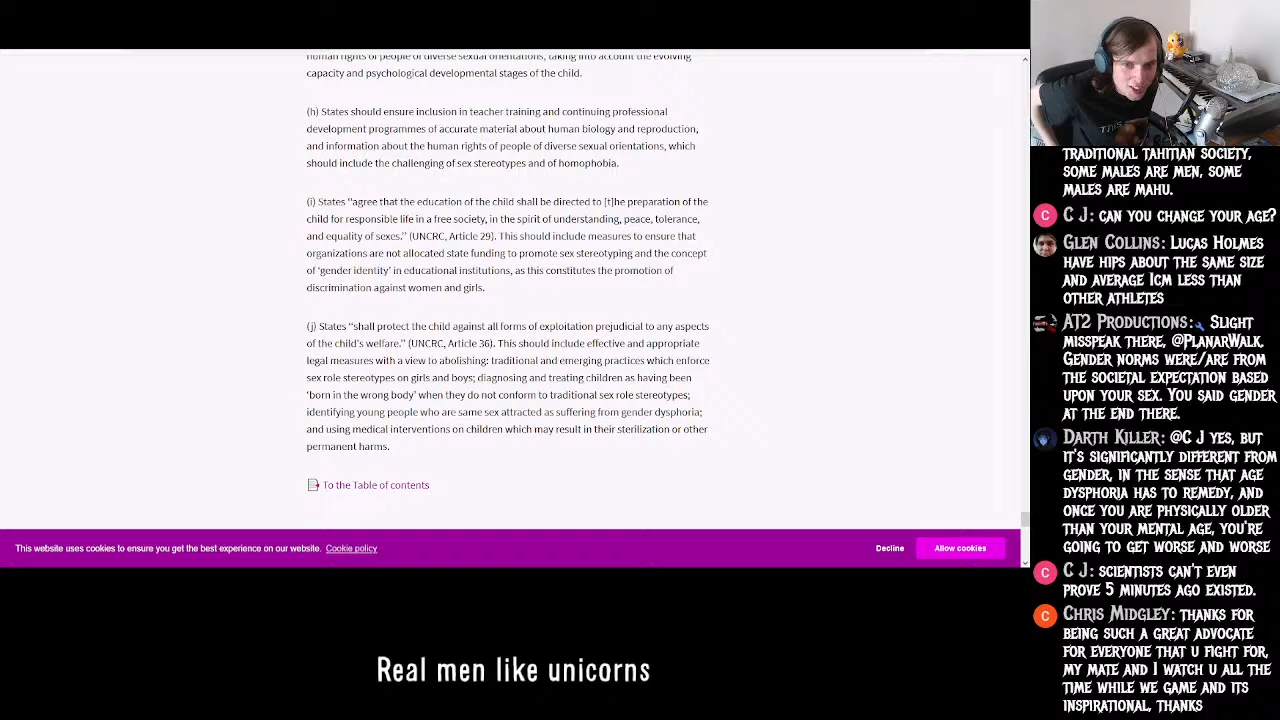 human rights of people of diverse sexual orientations, taking into account the evolving
capacity and psychological developmental stages of the child.
(h) States should ensure inclusion in teacher training and continuing professional
development programmes of accurate material about human biology and reproduction,
and information about the human rights of people of diverse sexual orientations, which
should include the challenging of sex stereotypes and of homophobia.
(i) States “agree that the education of the child shall be directed to [t]he preparation of the
child for responsible life in a free society, in the spirit of understanding, peace, tolerance,
and equality of sexes.” (UNCRC, Article 29). This should include measures to ensure that
organizations are not allocated state funding to promote sex stereotyping and the concept
of ‘gender identity’ in educational institutions, as this constitutes the promotion of
discrimination against women and girls.
(j) States “shall protect the child against all forms of exploitation prejudicial to any aspects
of the child’s welfare.” (UNCRC, Article 36). This should include effective and appropriate
legal measures with a view to abolishing: traditional and emerging practices which enforce
sex role stereotypes on girls and boys; diagnosing and treating children as having been
‘born in the wrong body’ when they do not conform to traditional sex role stereotypes;
identifying young people who are same sex attracted as suffering from gender dysphoria;
and using medical interventions on children which may result in their sterilization or other
permanent harms.
To the Table of contents
This website uses cookies to ensure you get the best experience on our website. Cookie policy
Decline
Allow cookies
Real men like unicorns
This
TRADITIONAL TAHITIAN SOCIETY,
SOME MALES ARE MEN, SOME
MALES ARE MAHU.
C
C J: CAN YOU CHANGE YOUR AGE?
GLEN COLLINS: LUCAS HOLMES
HAVE HIPS ABOUT THE SAME SIZE
AND AVERAGE 1CM LESS THAN
OTHER ATHLETES
AT2 PRODUCTIONS: SLIGHT
MISSPEAK THERE, @PLANARWALK.
GENDER NORMS WERE/ARE FROM
THE SOCIETAL EXPECTATION BASED
UPON YOUR SEX. YOU SAID GENDER
AT THE END THERE.
DARTH KILLER: @C J YES, BUT
IT'S SIGNIFICANTLY DIFFERENT FROM
GENDER, IN THE SENSE THAT AGE
DYSPHORIA HAS TO REMEDY, AND
ONCE YOU ARE PHYSICALLY OLDER
THAN YOUR MENTAL AGE, YOU'RE
GOING TO GET WORSE AND WORSE
C
C J: SCIENTISTS CAN'T EVEN
PROVE 5 MINUTES AGO EXISTED.
C
CHRIS MIDGLEY: THANKS FOR
BEING SUCH A GREAT ADVOCATE
FOR EVERYONE THAT U FIGHT FOR,
MY MATE AND I WATCH U ALL THE
TIME WHILE WE GAME AND ITS
INSPIRATIONAL, THANKS